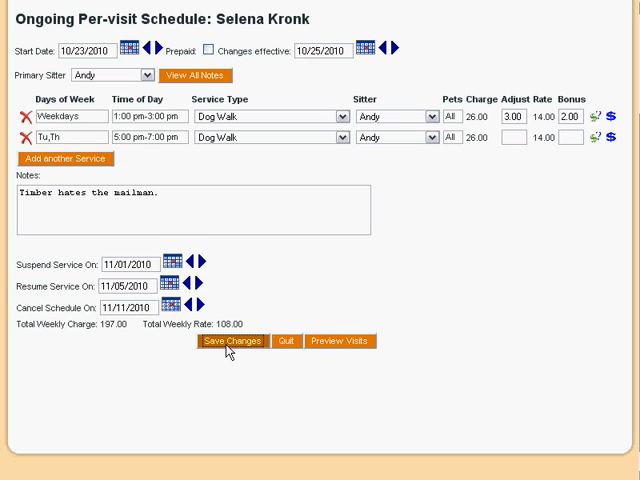 Ongoing Per-visit Schedule: Selena Kronk
Start Date: 10/23/2010 Prepaid: Changes effective: 10/25/2010
Primary Sitter Andy View All Notes
Days of Week Time of Day Service Type Sitter Pets Charge Adjust Rate Bonus
Weekdays 1:00 pm-3:00 pm Dog Walk Andy All 26.00 3.00 14.00 2.00 $
Tu,Th 5:00 pm-7:00 pm Dog Walk Andy All 26.00 14.00 $
Add another Service
Notes:
Timber hates the mailman.
Suspend Service On: 11/01/2010
Resume Service On: 11/05/2010
Cancel Schedule On: 11/11/2010
Total Weekly Charge: 197.00 Total Weekly Rate: 108.00
Save Changes Quit Preview Visits